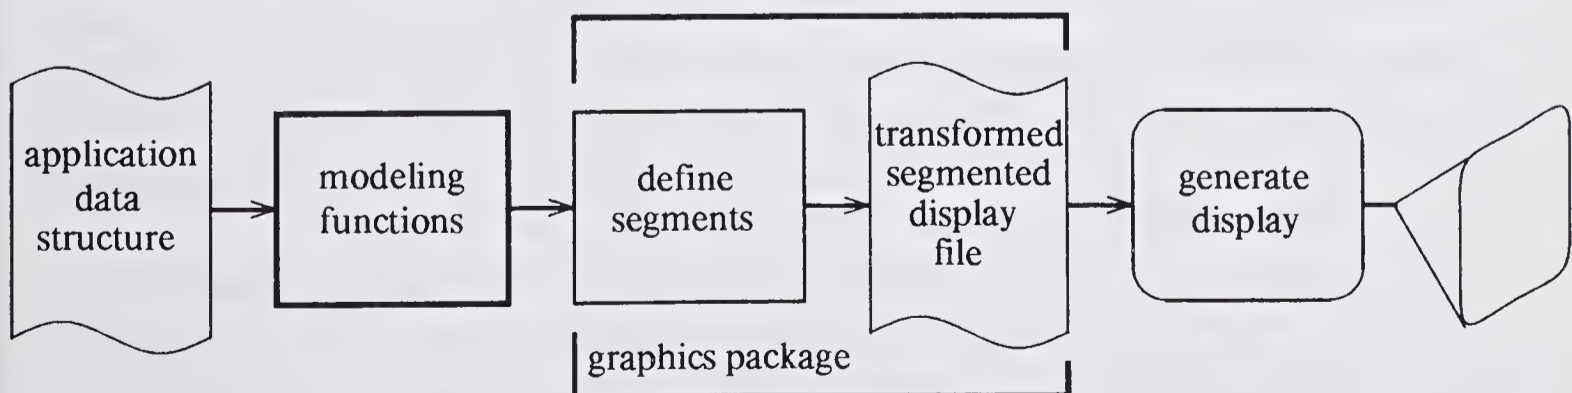 application
data
structure
modeling
functions
define
segments
transformed
segmented
display
file
generate
display
graphics package